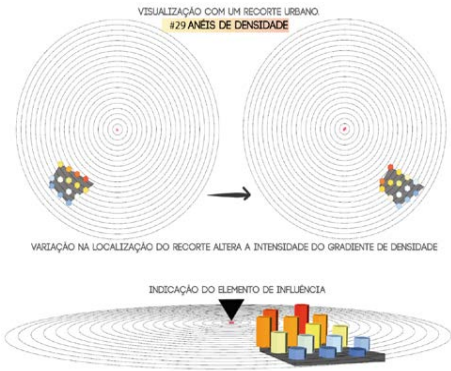 VISUALIZAÇÃO COM UM RECORTE URBANO.
#29 ANÉIS DE DENSIDADE
VARIAÇÃO NA LOCALIZAÇÃO DO RECORTE ALTERA A INTENSIDADE DO GRADIENTE DE DENSIDADE
INDICAÇÃO DO ELEMENTO DE INFLUÊNCIA